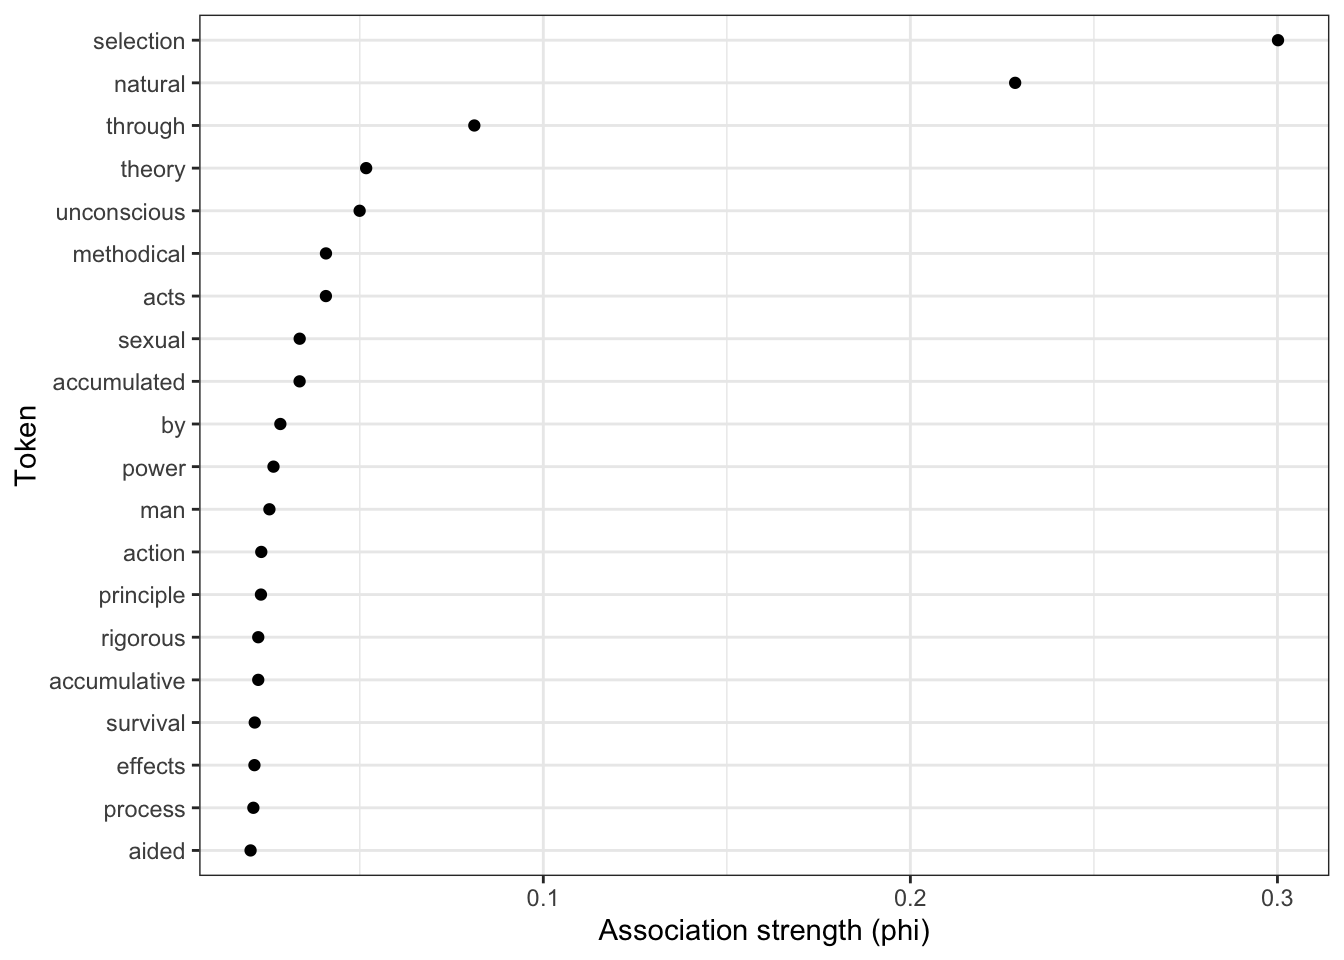 selection
natural
through
theory
unconscious
methodical
acts
sexual
accumulated
by
power
man
action
principle
rigorous
accumulative
survival
effects
process
aided
Token
0.1 0.2 0.3
Association strength (phi)